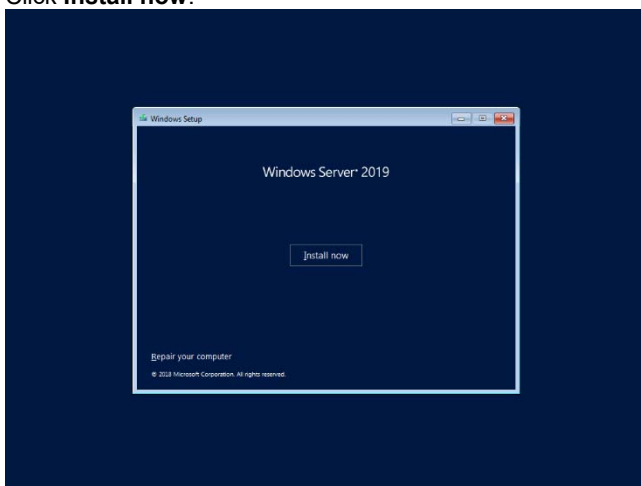 Click Install now.
Windows Setup
Windows Server® 2019
Install now
Repair your computer
© 2018 Microsoft Corporation. All rights reserved.